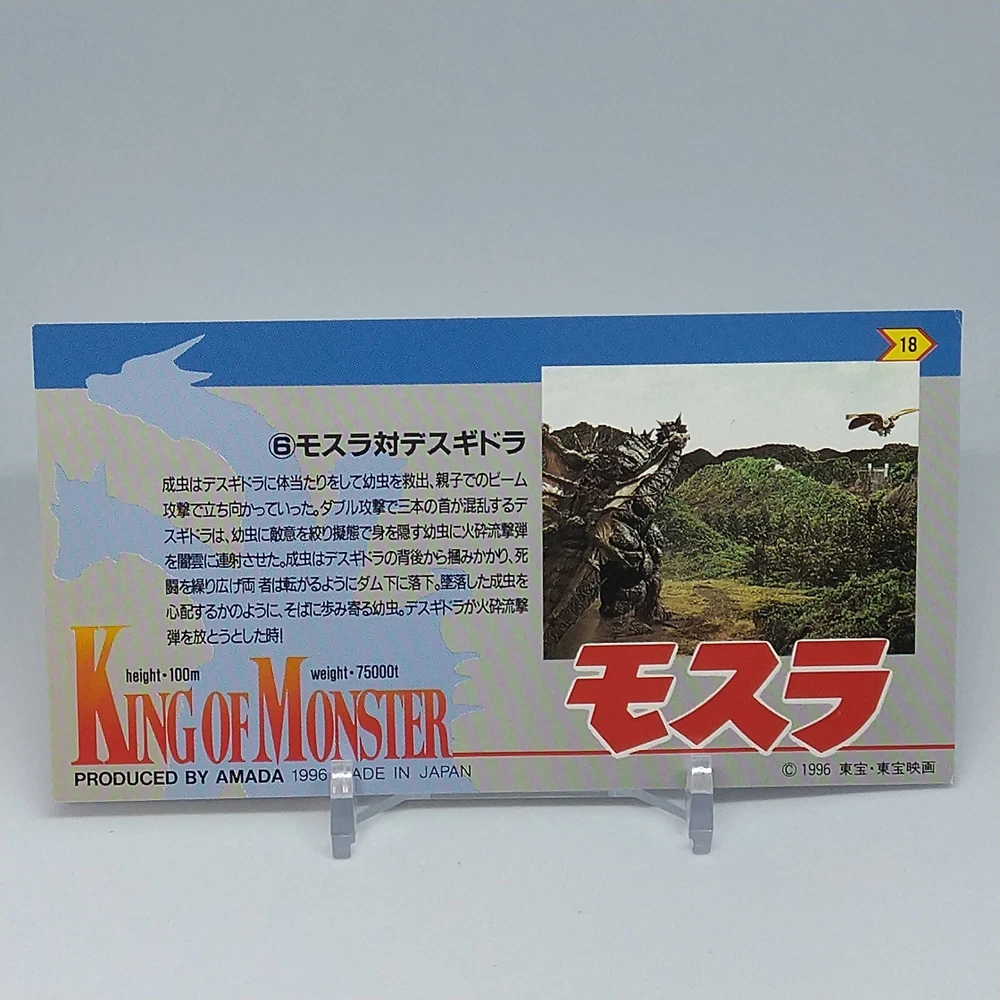 18
⑥モスラ対デスギドラ
成虫はデスギドラに体当たりをして幼虫を救出、親子でのビーム
攻撃で立ち向かっていった。ダブル攻撃で三本の首が混乱するデ
スギドラは、幼虫に敵意を絞り擬態で身を隠す幼虫に火砕流撃弾
を闇雲に連射させた。成虫はデスギドラの背後から掴みかかり、死
闘を繰り広げ両者は転がるようにダム下に落下。墜落した成虫を
心配するかのように、そばに歩み寄る幼虫。デスギドラが火砕流撃
弾を放とうとした時!
height・100m weight・75000t
KING OF MONSTER
モスラ
PRODUCED BY AMADA 1996 MADE IN JAPAN
© 1996 東宝・東宝映画